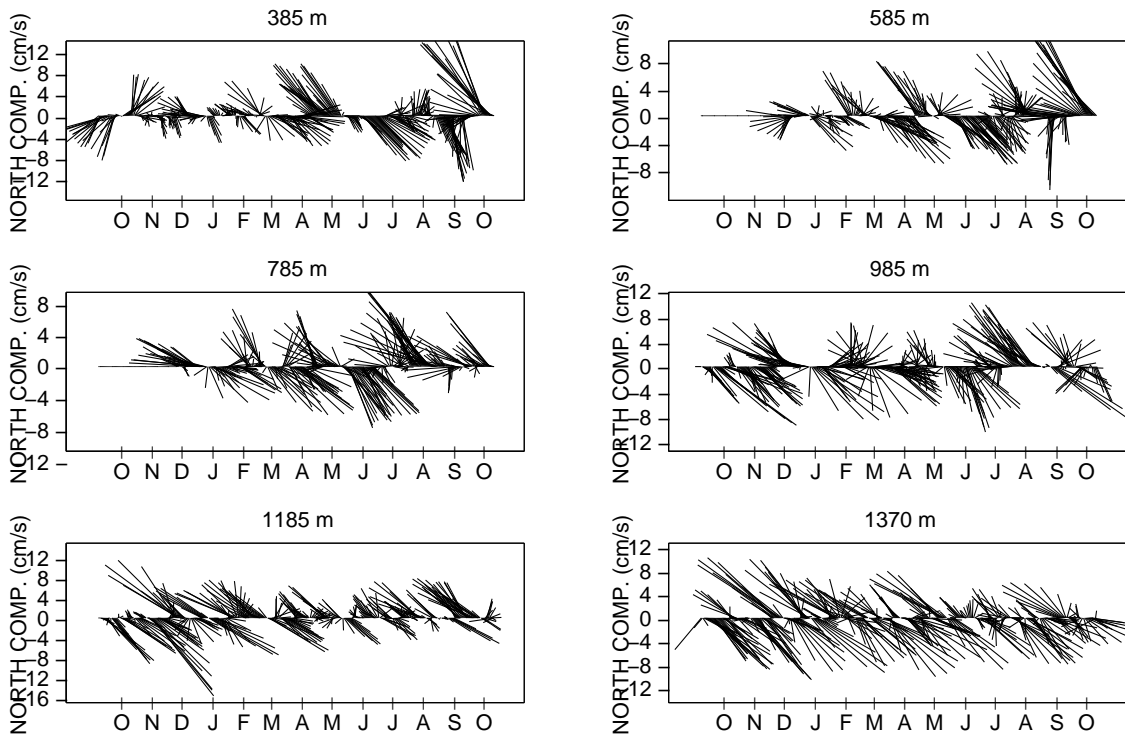 385 m
NORTH COMP. (cm/s)
12
8
4
0
−4
−8
−12
O N D J F M A M J J A S O
585 m
NORTH COMP. (cm/s)
8
4
0
−4
−8
O N D J F M A M J J A S O
785 m
NORTH COMP. (cm/s)
8
4
0
−4
−8
12
O N D J F M A M J J A S O
985 m
NORTH COMP. (cm/s)
12
8
4
0
−4
−8
12
O N D J F M A M J J A S O
1185 m
NORTH COMP. (cm/s)
12
8
4
0
−4
−8
12
16
O N D J F M A M J J A S O
1370 m
NORTH COMP. (cm/s)
12
8
4
0
−4
−8
12
O N D J F M A M J J A S O